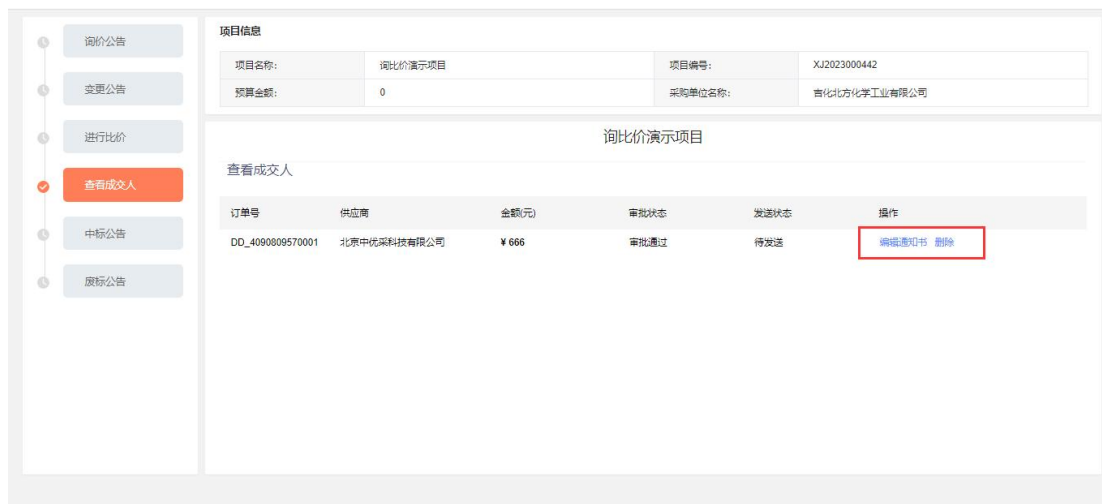 询价公告
变更公告
进行比价
查看成交人
中标公告
废标公告
项目信息
项目名称: 询比价演示项目 项目编号: XJ2023000442
预算金额: 0 采购单位名称: 吉化北方化学工业有限公司
询比价演示项目
查看成交人
订单号 供应商 金额(元) 审批状态 发送状态 操作
DD_4090809570001 北京中优采科技有限公司 ¥ 666 审批通过 待发送 编辑通知书 删除